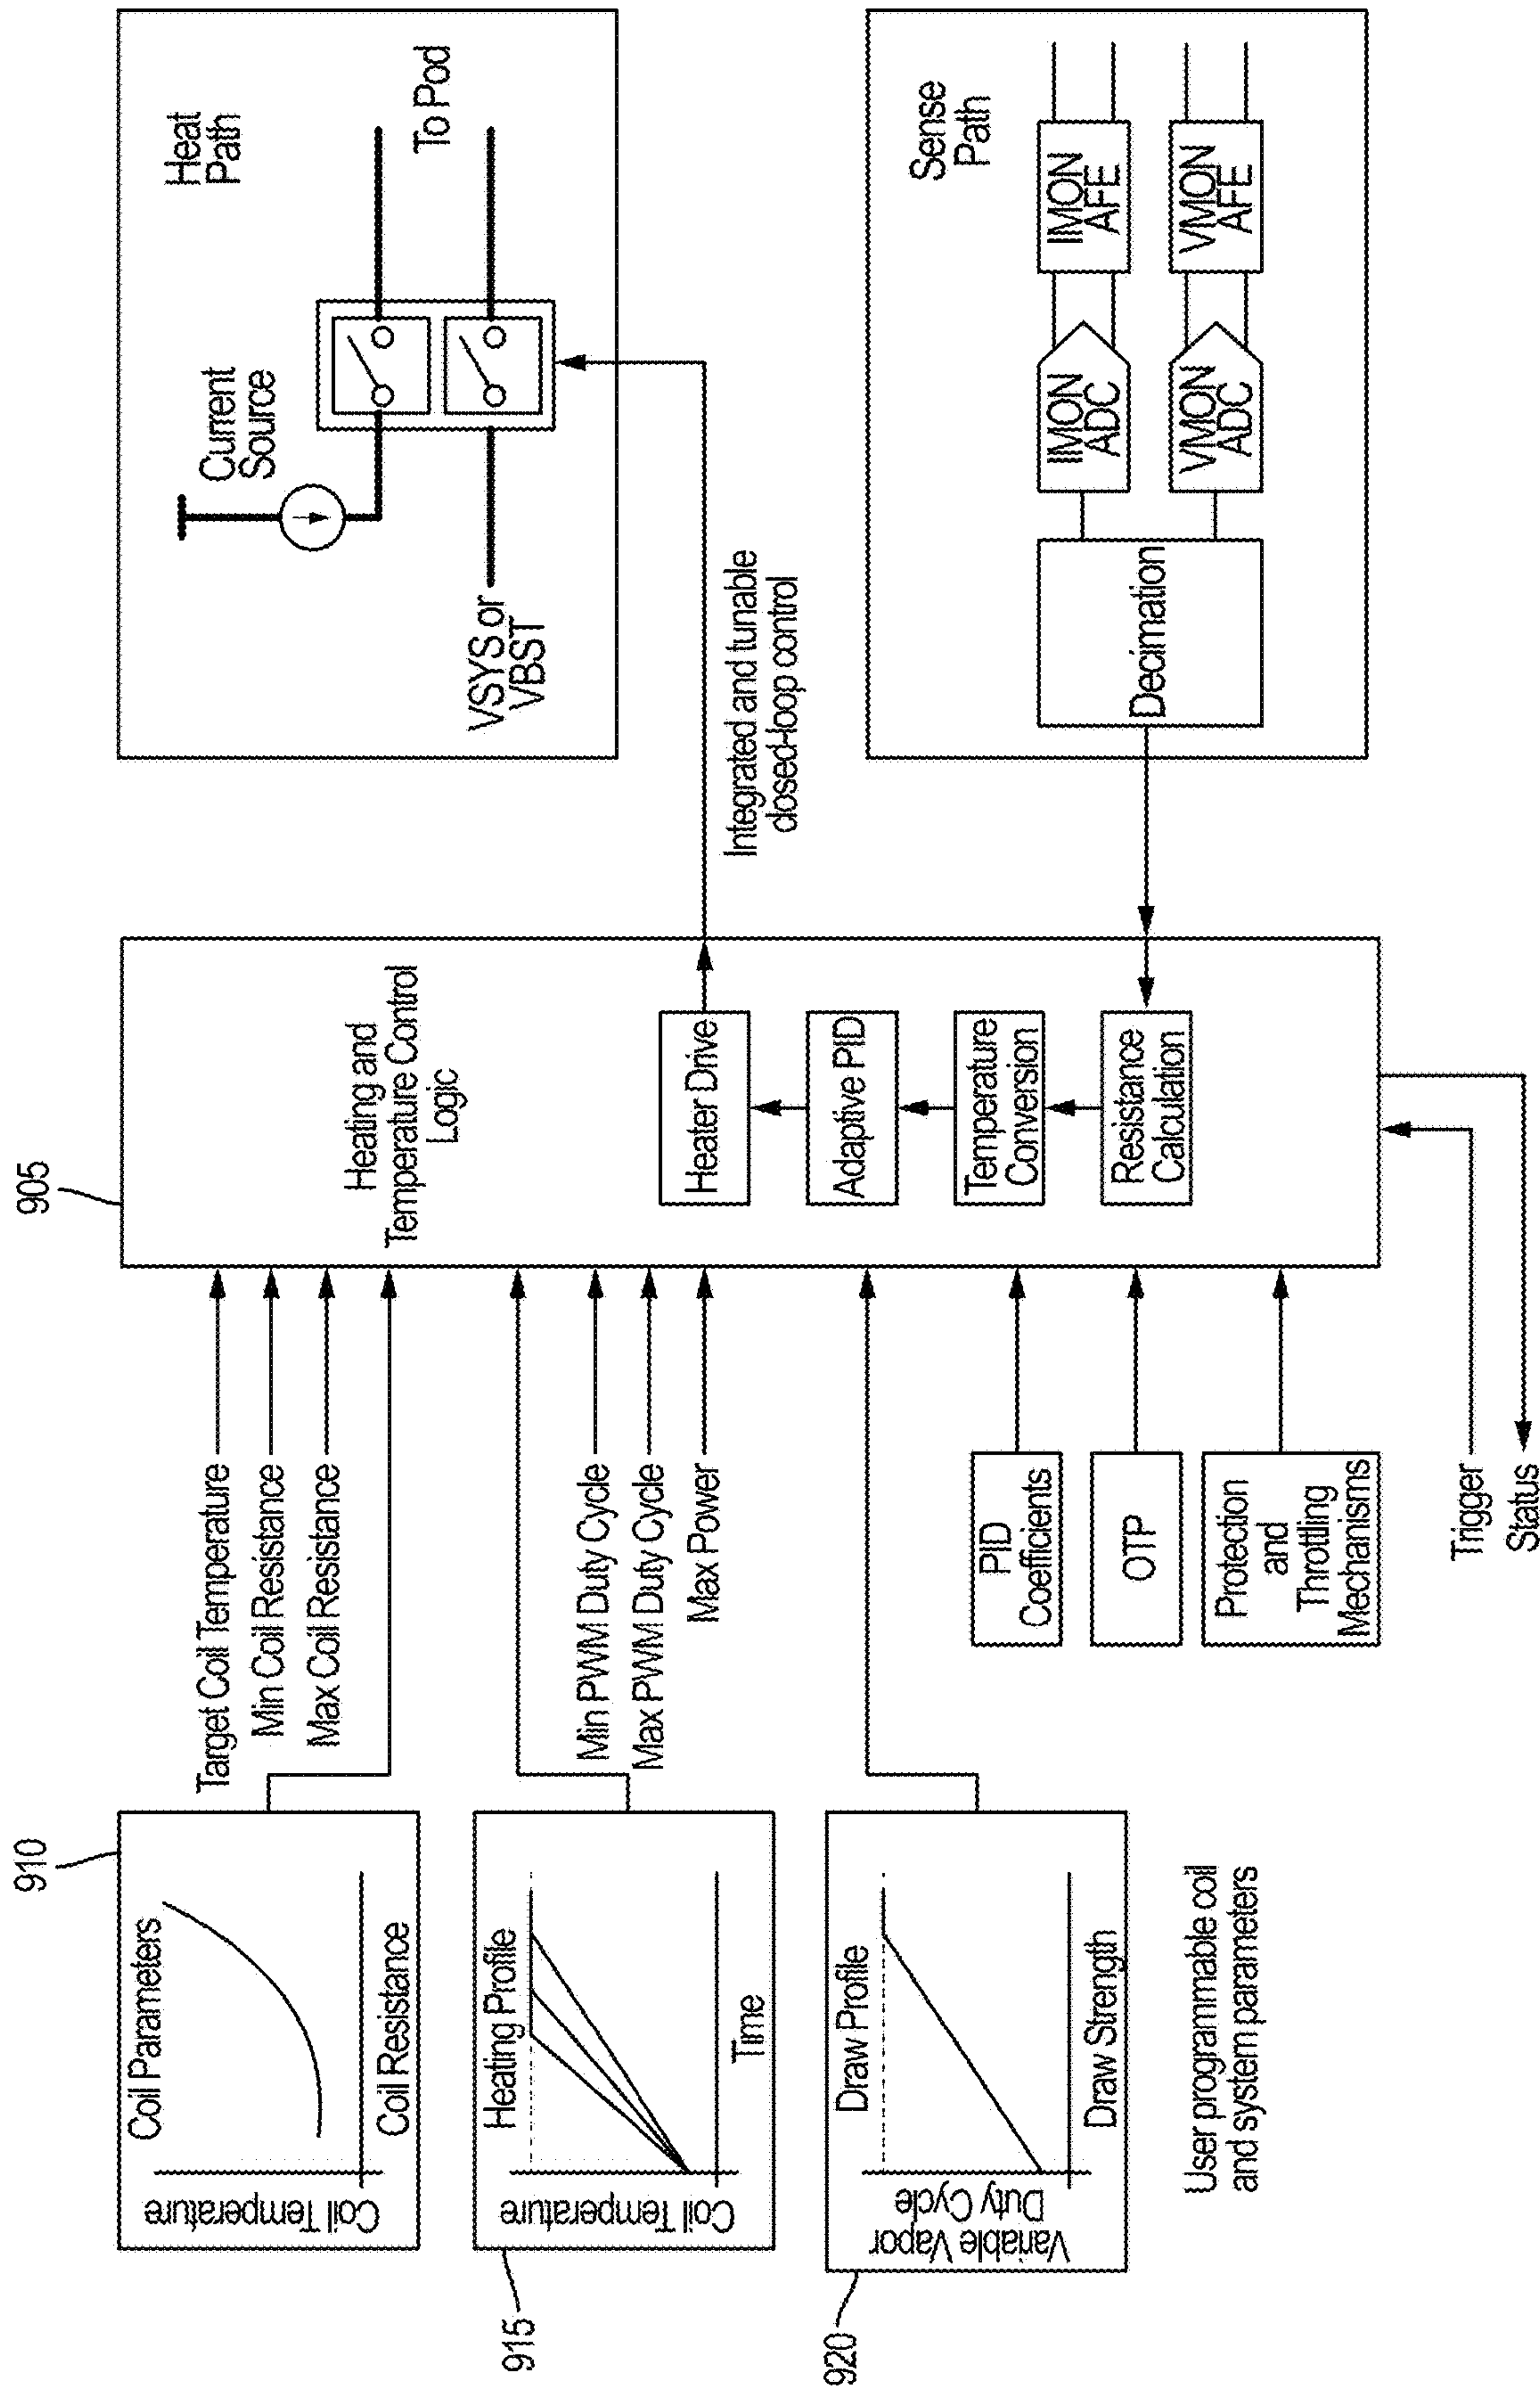 910
Coil Parameters
Coil Temperature
Coil Resistance
915
Heating Profile
Coil Temperature
Time
920
Draw Profile
Variable Vapor
Duty Cycle
Draw Strength
User programmable coil
and system parameters
Target Coil Temperature
Min Coil Resistance
Max Coil Resistance
Min PWM Duty Cycle
Max PWM Duty Cycle
Max Power
PID
Coefficients
OTP
Protection
and
Throttling
Mechanisms
Trigger
Status
905
Heating and
Temperature Control
Logic
Heater Drive
Adaptive PID
Temperature
Conversion
Resistance
Calculation
Integrated and tunable
closed-loop control
Heat
Path
Current
Source
VSYS or
VBST
To Pod
Sense
Path
Decimation
IMON
ADC
IMON
AFE
VMON
ADC
VMON
AFE